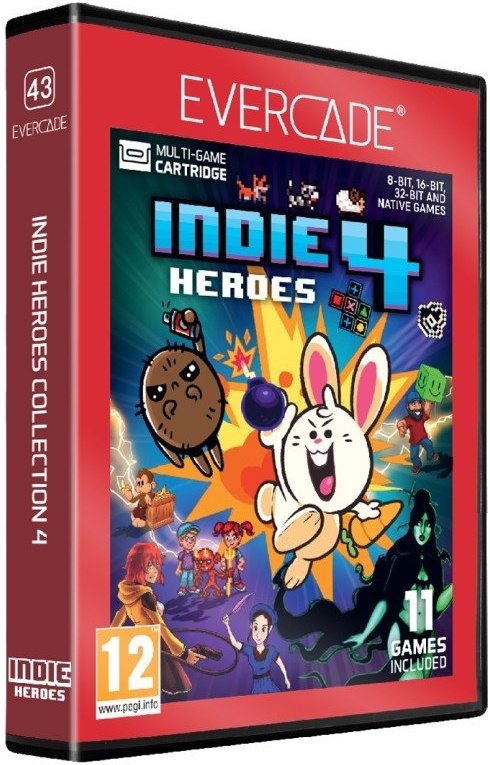 43
EVERCADE
INDIE HEROES COLLECTION 4
INDIE
HEROES
EVERCADE®
MULTI-GAME
CARTRIDGE
8-BIT, 16-BIT,
32-BIT AND
NATIVE GAMES
INDIE 4
HEROES
11
GAMES
INCLUDED
12
www.pegi.info